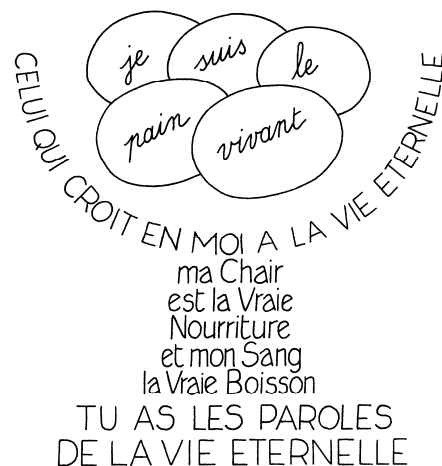 je suis le
pain vivant
CELUI QUI CROIT EN MOI A LA VIE ETERNELLE
ma Chair
est la Vraie
Nourriture
et mon Sang
la Vraie Boisson
TU AS LES PAROLES
DE LA VIE ETERNELLE